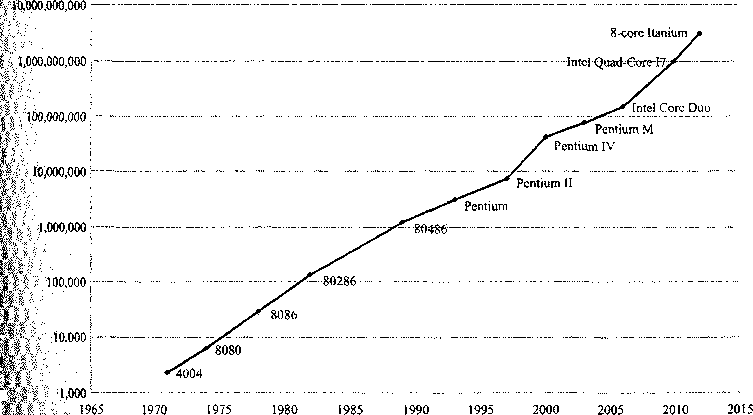 10,000,000,000
8-core Itanium
1,000,000,000
Intel Quad-Core I7
100,000,000
Intel Core Duo
Pentium M
Pentium IV
10,000,000
Pentium II
Pentium
1,000,000
80486
100,000
80286
8086
10,000
8080
4004
1,000
1965 1970 1975 1980 1985 1990 1995 2000 2005 2010 2015